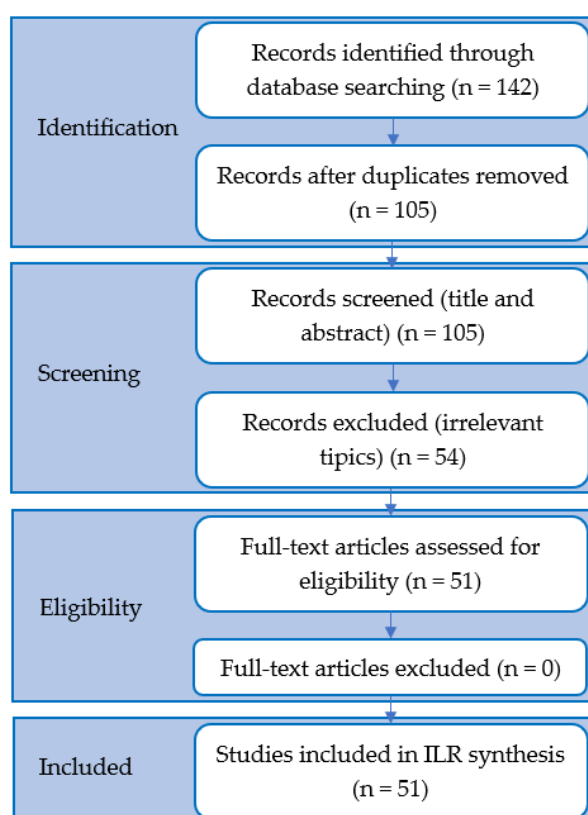 Identification
Records identified through
database searching (n = 142)
Records after duplicates removed
(n = 105)
Screening
Records screened (title and
abstract) (n = 105)
Records excluded (irrelevant
tipics) (n = 54)
Eligibility
Full-text articles assessed for
eligibility (n = 51)
Full-text articles excluded (n = 0)
Included
Studies included in ILR synthesis
(n = 51)